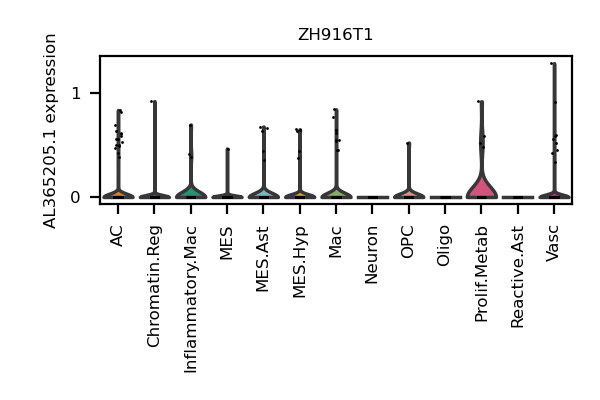 ZH916T1
AL365205.1 expression
1
0
AC
Chromatin.Reg
Inflammatory.Mac
MES
MES.Ast
MES.Hyp
Mac
Neuron
OPC
Oligo
Prolif.Metab
Reactive.Ast
Vasc